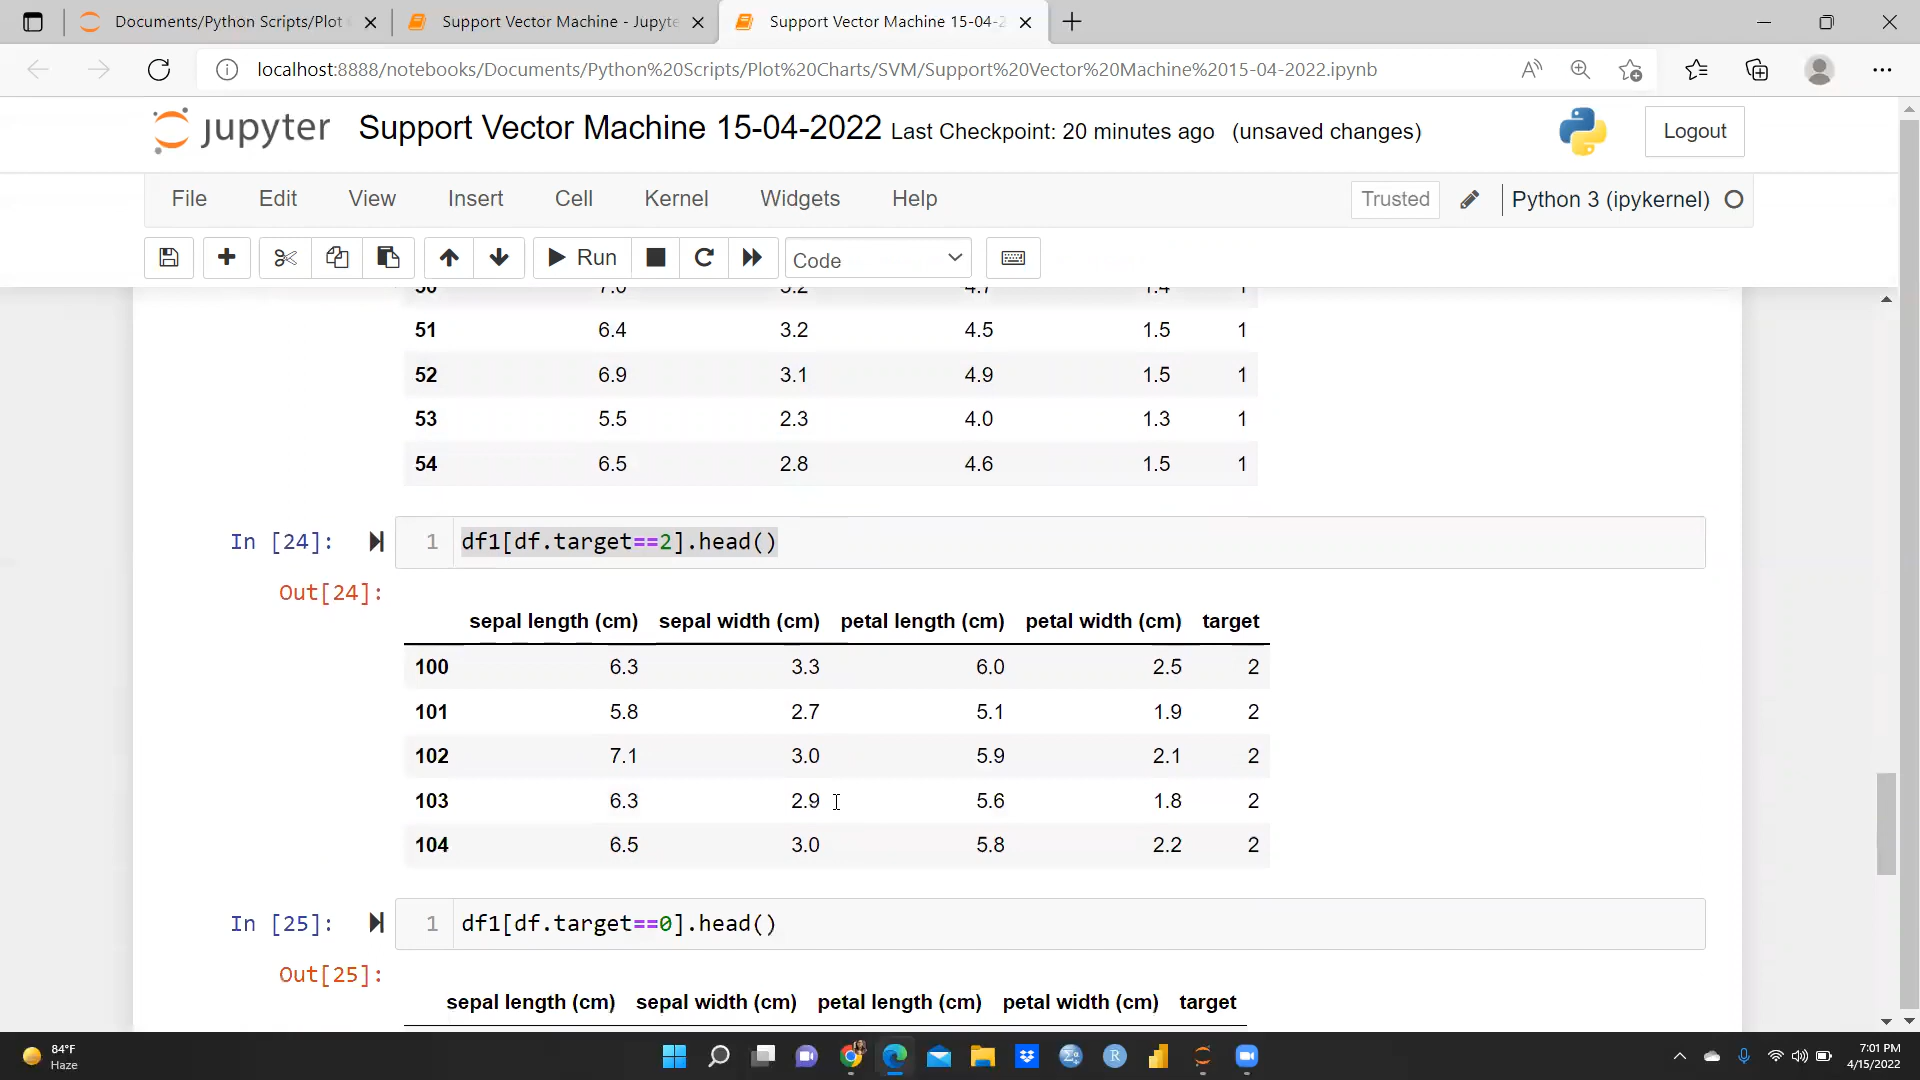 Documents/Python Scripts/Plot
Support Vector Machine - Jupyte
Support Vector Machine 15-04-2
localhost:8888/notebooks/Documents/Python%20Scripts/Plot%20Charts/SVM/Support%20Vector%20Machine%2015-04-2022.ipynb
jupyter Support Vector Machine 15-04-2022 Last Checkpoint: 20 minutes ago (unsaved changes)
Logout
File Edit View Insert Cell Kernel Widgets Help
Trusted
Python 3 (ipykernel)
Run
Code
50 7.0 3.2 4.7 1.4 1
51 6.4 3.2 4.5 1.5 1
52 6.9 3.1 4.9 1.5 1
53 5.5 2.3 4.0 1.3 1
54 6.5 2.8 4.6 1.5 1
In [24]: 1 df1[df.target==2].head()
Out[24]:
sepal length (cm) sepal width (cm) petal length (cm) petal width (cm) target
100 6.3 3.3 6.0 2.5 2
101 5.8 2.7 5.1 1.9 2
102 7.1 3.0 5.9 2.1 2
103 6.3 2.9 5.6 1.8 2
104 6.5 3.0 5.8 2.2 2
In [25]: 1 df1[df.target==0].head()
Out[25]:
sepal length (cm) sepal width (cm) petal length (cm) petal width (cm) target
84°F
Haze
R
7:01 PM
4/15/2022